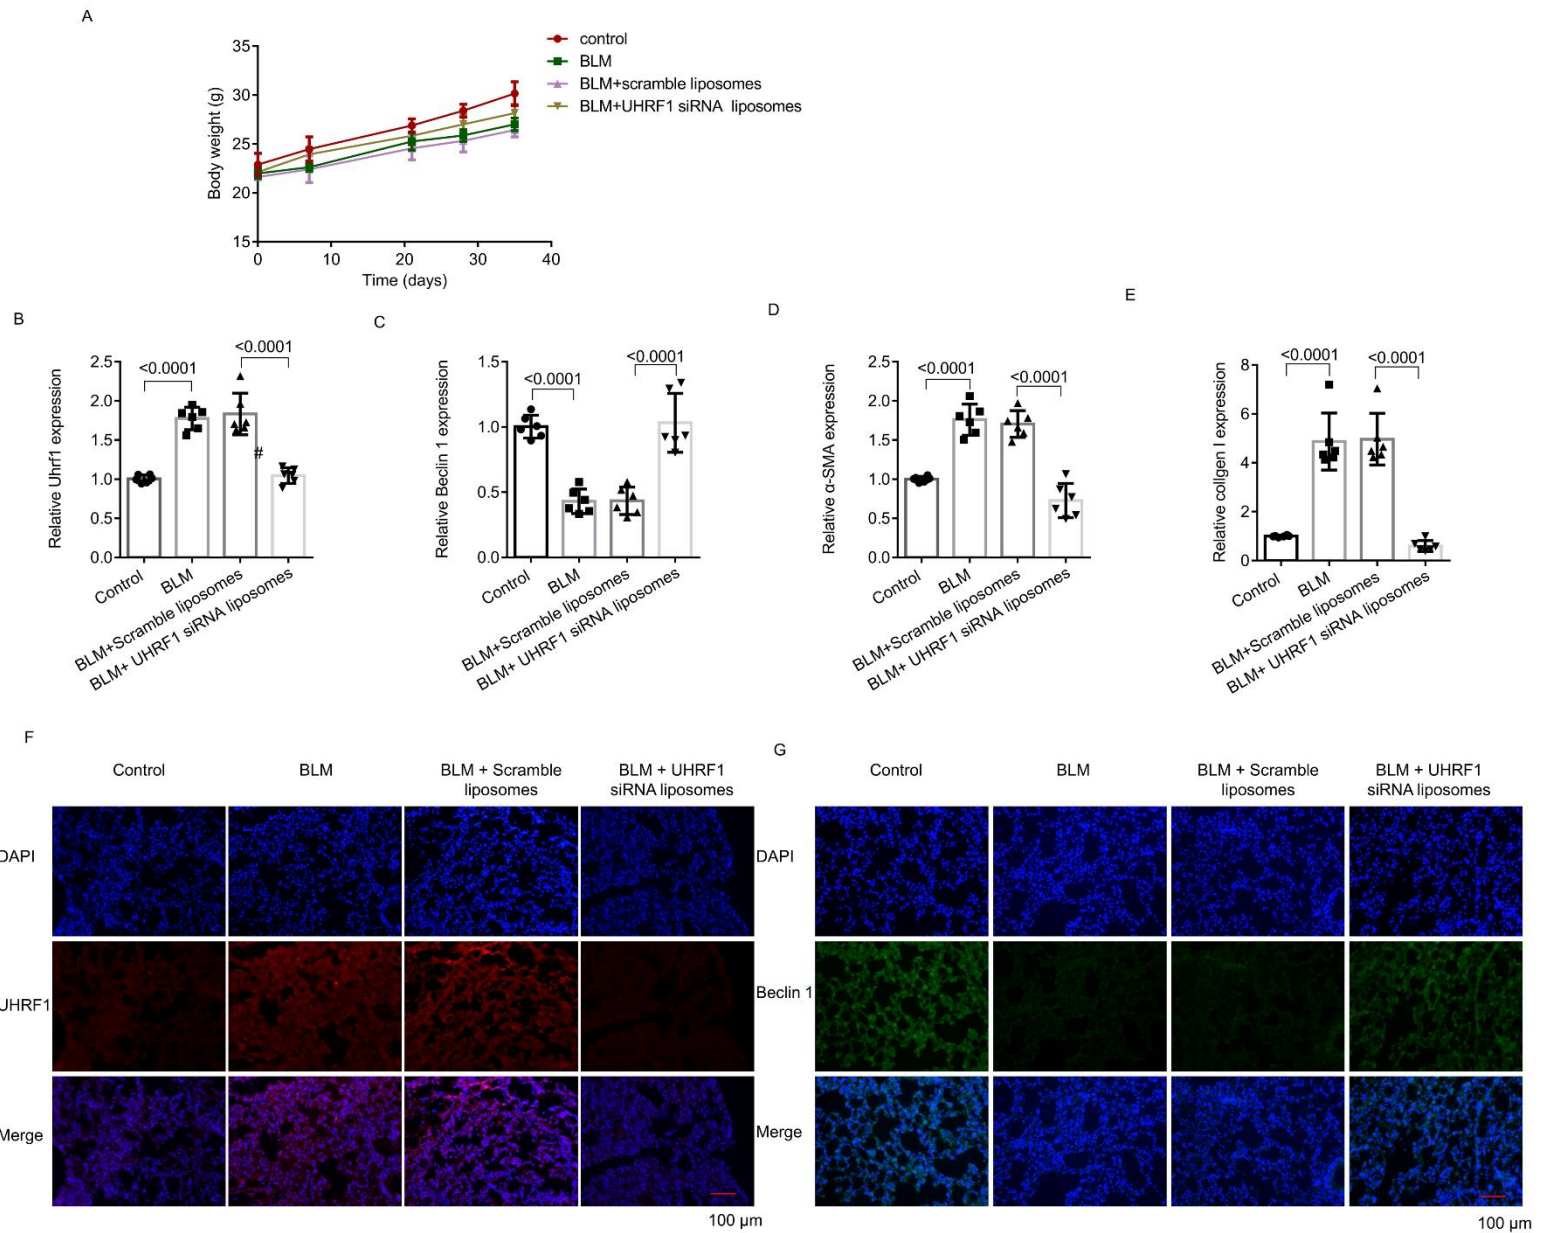 A
control
BLM
BLM+scramble liposomes
BLM+UHRF1 siRNA liposomes
35
30
25
20
15
Body weight (g)
0 10 20 30 40
Time (days)
B
<0.0001
<0.0001
2.5
2.0
1.5
1.0
0.5
0.0
#
Relative Uhrf1 expression
Control
BLM
BLM+Scramble liposomes
BLM+ UHRF1 siRNA liposomes
C
<0.0001
<0.0001
1.5
1.0
0.5
0.0
Relative Beclin 1 expression
Control
BLM
BLM+Scramble liposomes
BLM+ UHRF1 siRNA liposomes
D
<0.0001
<0.0001
2.5
2.0
1.5
1.0
0.5
0.0
Relative α-SMA expression
Control
BLM
BLM+Scramble liposomes
BLM+ UHRF1 siRNA liposomes
E
<0.0001
<0.0001
8
6
4
2
0
Relative collgen I expression
Control
BLM
BLM+Scramble liposomes
BLM+ UHRF1 siRNA liposomes
F
Control
BLM
BLM + Scramble
liposomes
BLM + UHRF1
siRNA liposomes
DAPI
UHRF1
Merge
100 µm
G
Control
BLM
BLM + Scramble
liposomes
BLM + UHRF1
siRNA liposomes
DAPI
Beclin 1
Merge
100 µm